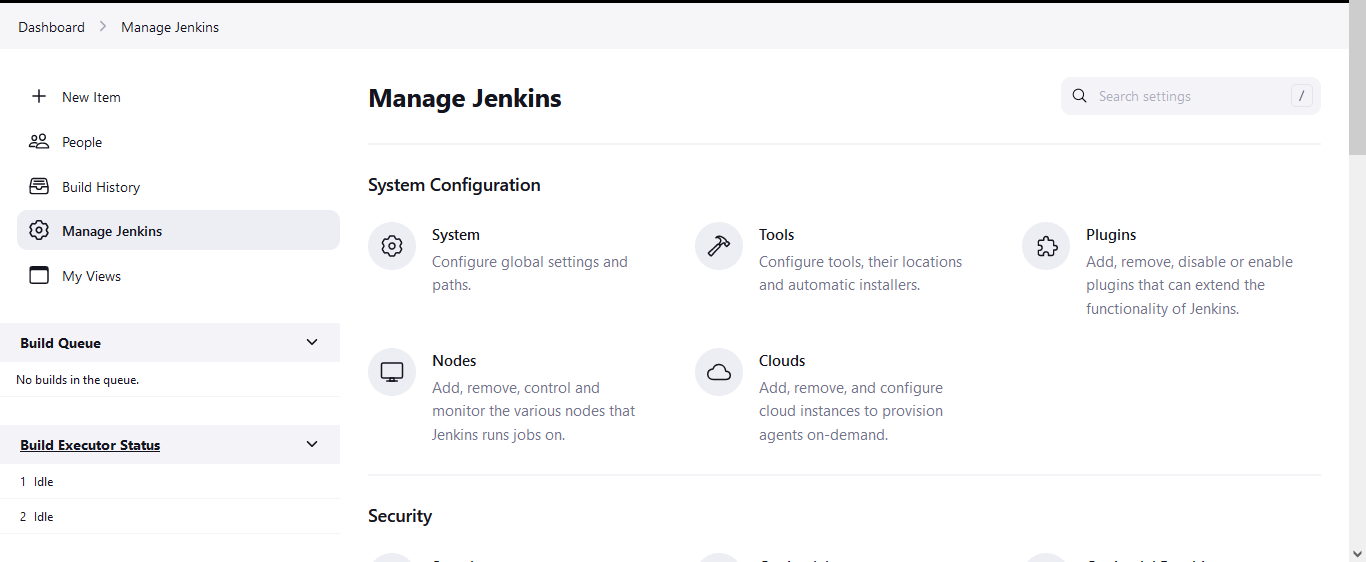 Dashboard > Manage Jenkins
New Item
People
Build History
Manage Jenkins
My Views
Build Queue
No builds in the queue.
Build Executor Status
1 Idle
2 Idle
Manage Jenkins
Search settings /
System Configuration
System
Configure global settings and
paths.
Tools
Configure tools, their locations
and automatic installers.
Plugins
Add, remove, disable or enable
plugins that can extend the
functionality of Jenkins.
Nodes
Add, remove, control and
monitor the various nodes that
Jenkins runs jobs on.
Clouds
Add, remove, and configure
cloud instances to provision
agents on-demand.
Security